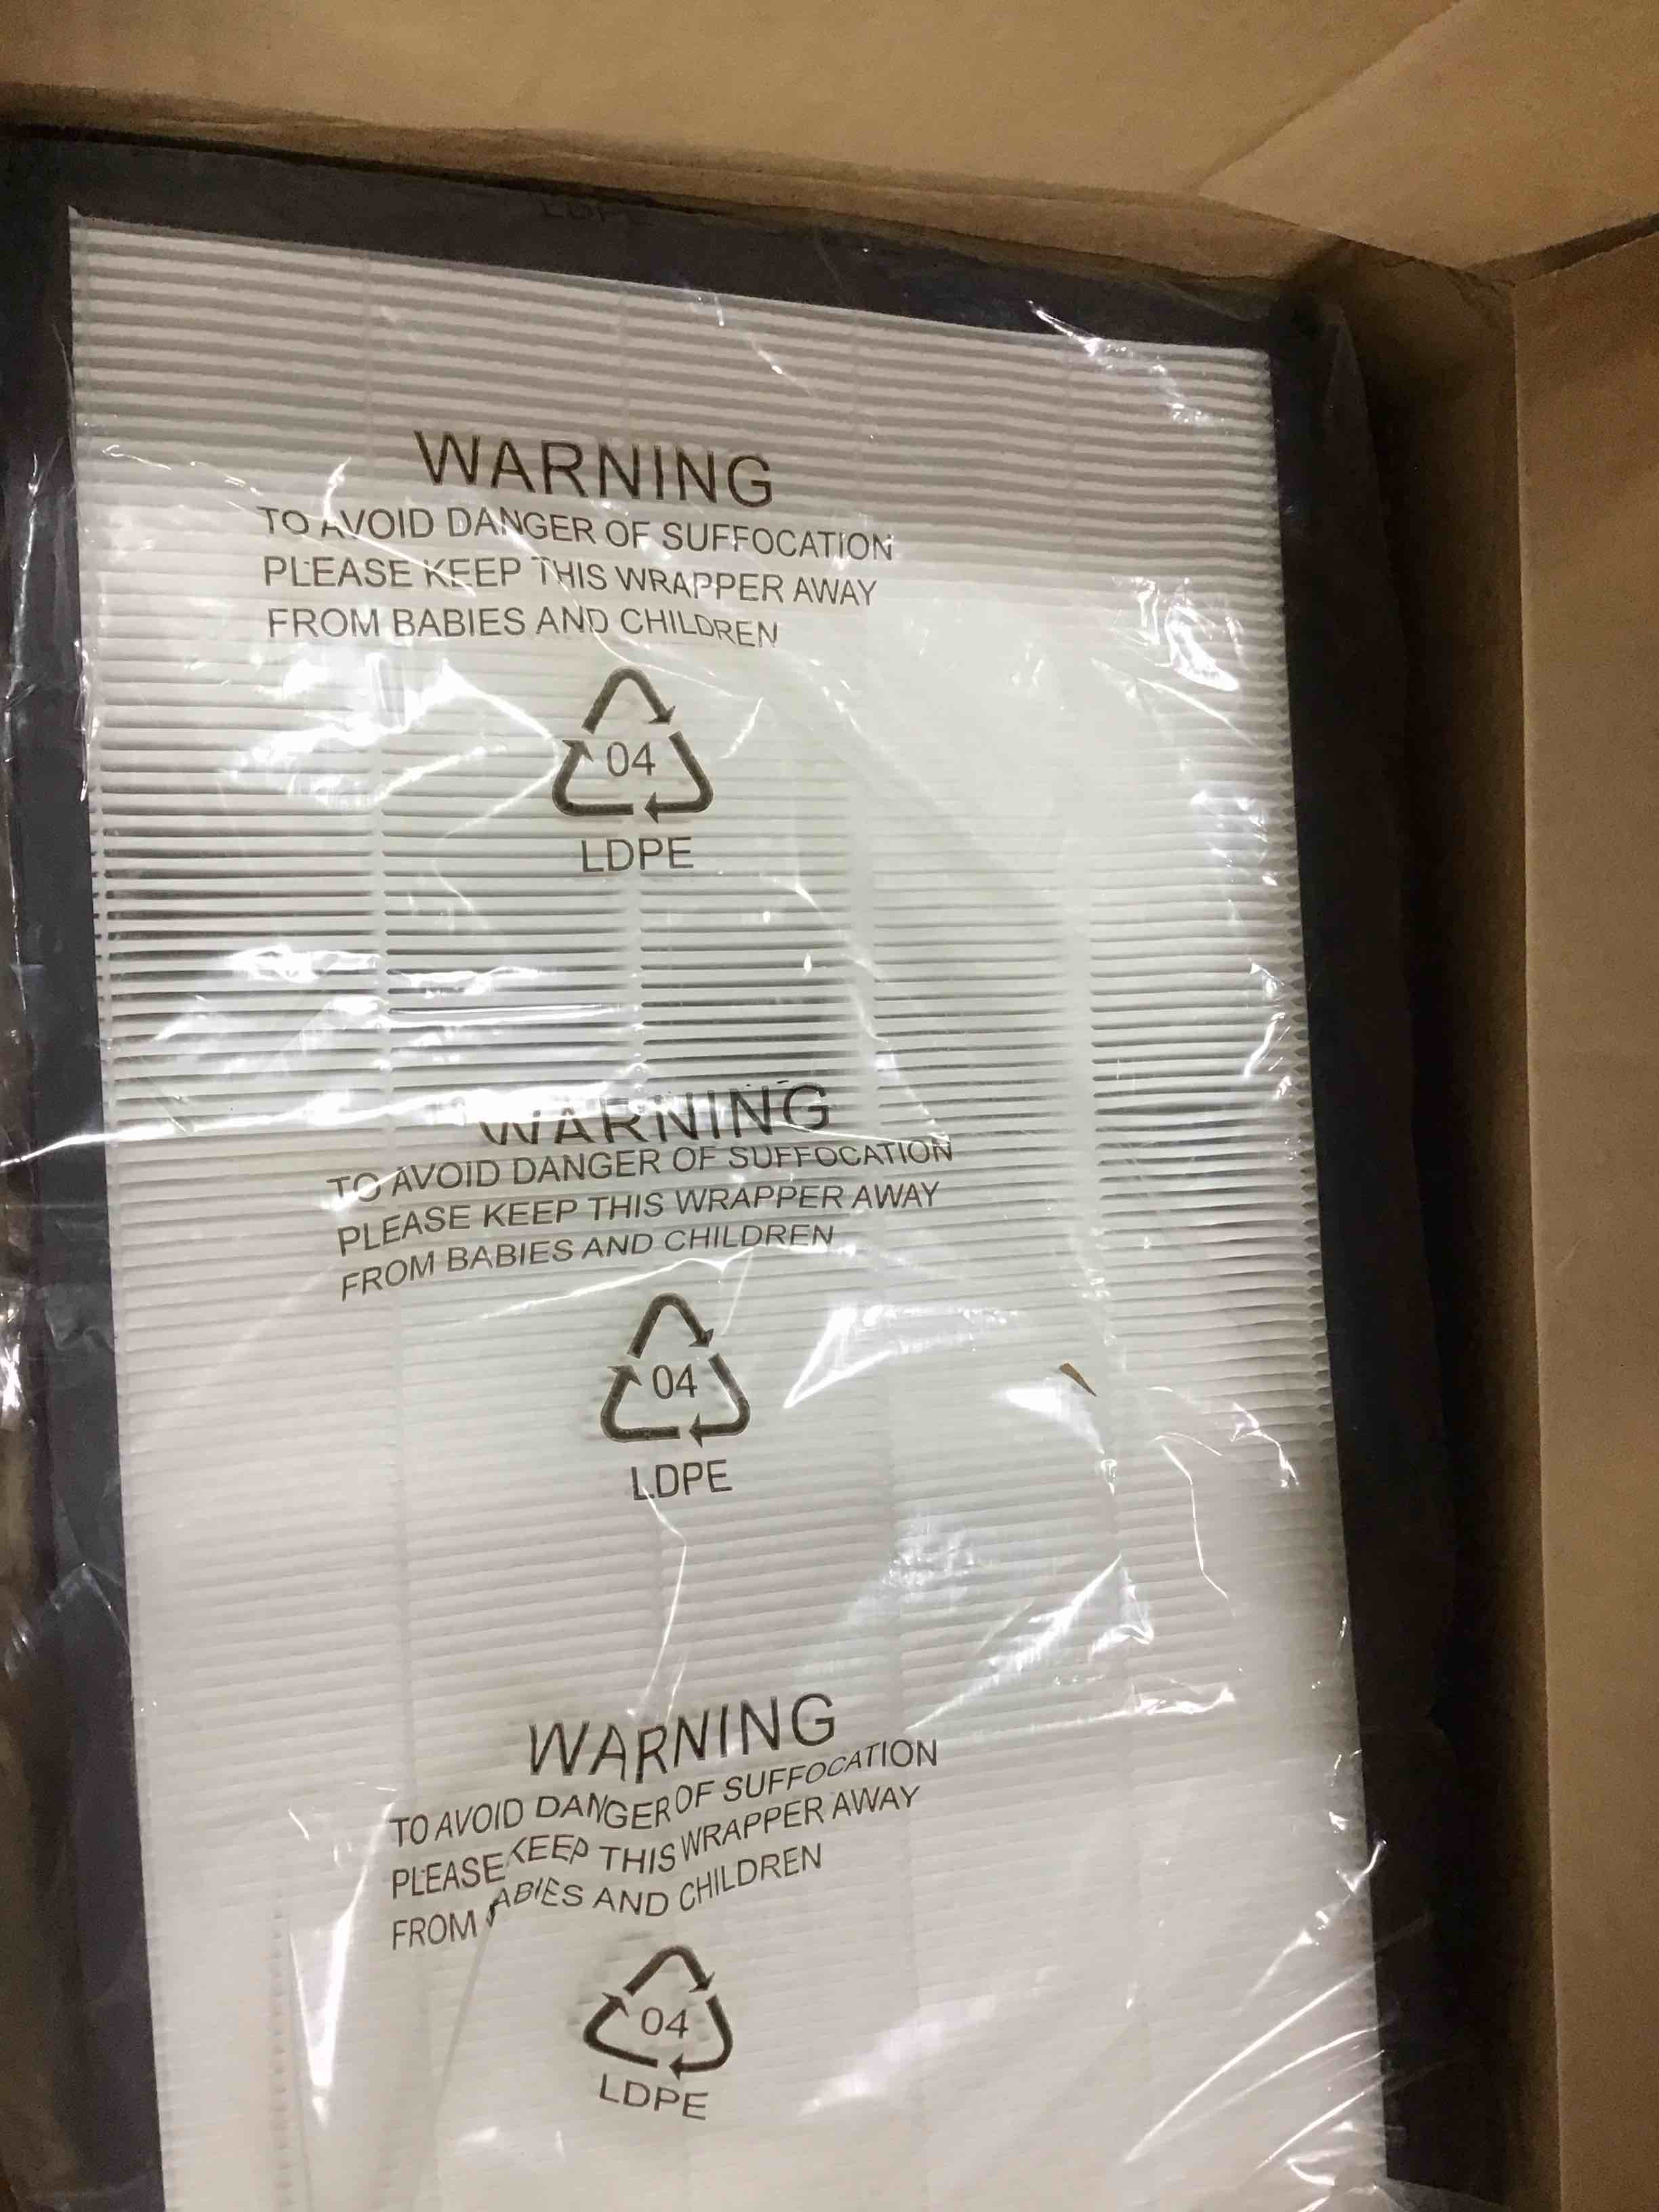 WARNING
TO AVOID DANGER OF SUFFOCATION
PLEASE KEEP THIS WRAPPER AWAY
FROM BABIES AND CHILDREN
04
LDPE
WARNING
TO AVOID DANGER OF SUFFOCATION
PLEASE KEEP THIS WRAPPER AWAY
FROM BABIES AND CHILDREN
04
LDPE
WARNING
TO AVOID DANGER OF SUFFOCATION
PLEASE KEEP THIS WRAPPER AWAY
FROM BABIES AND CHILDREN
04
LDPE